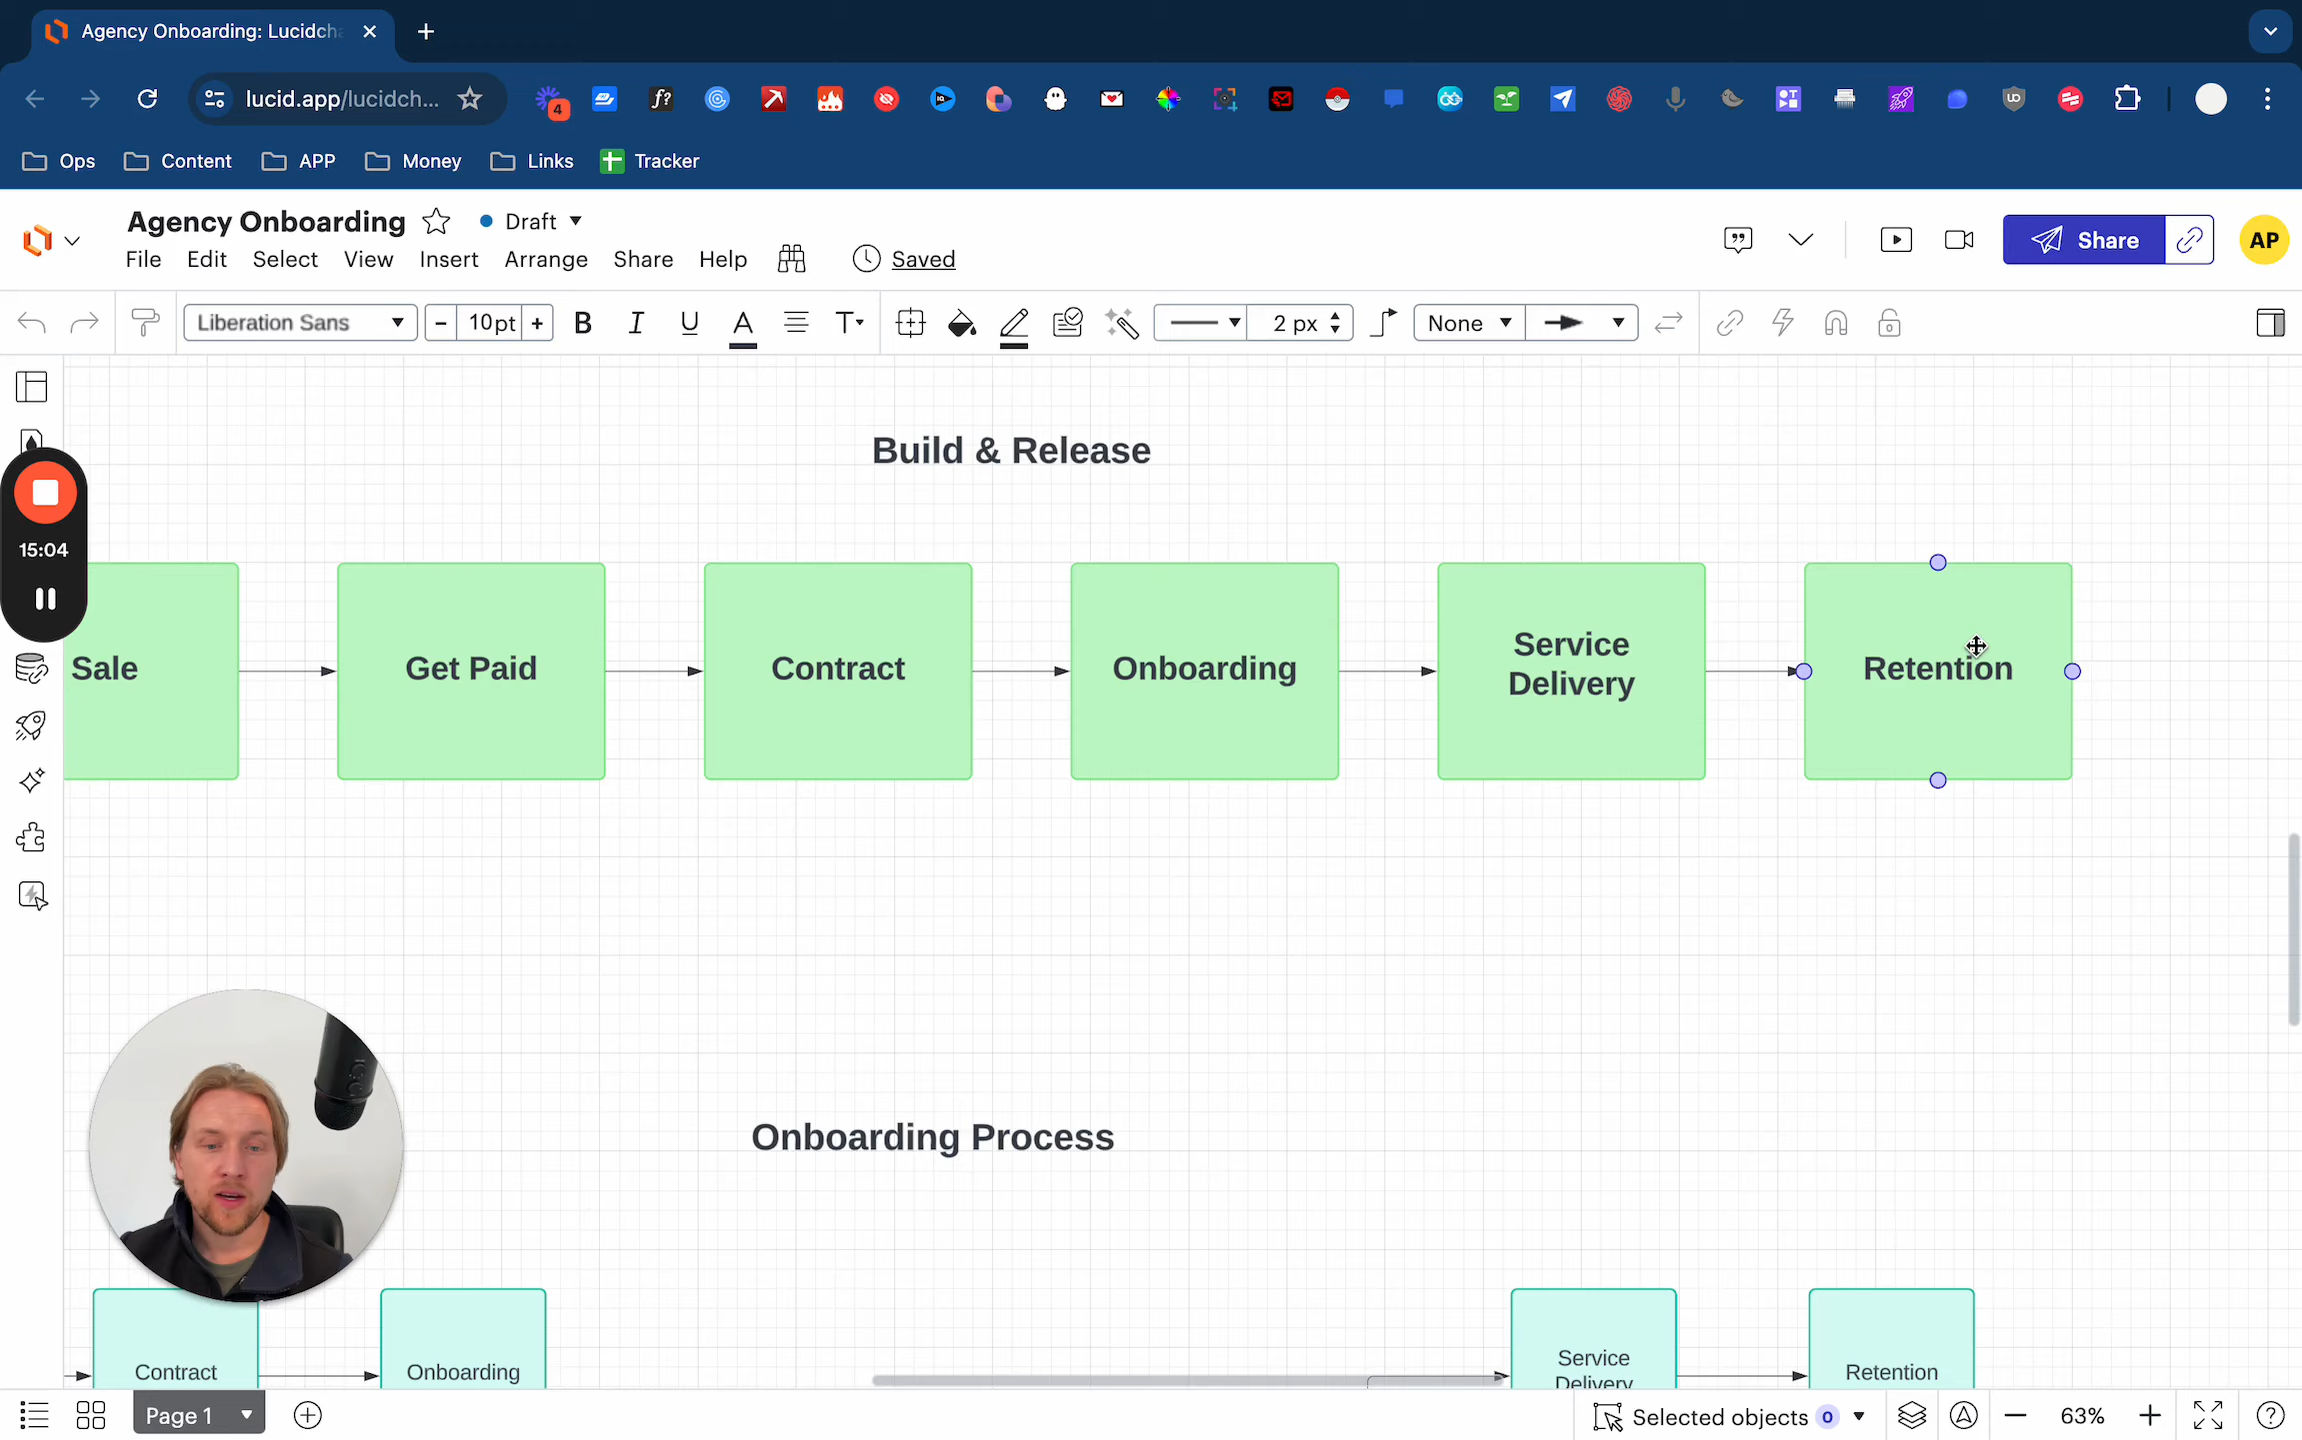 Agency Onboarding: Lucidcha
lucid.app/lucidch...
4
Ops
Content
APP
Money
Links
Tracker
Agency Onboarding
Draft
File
Edit
Select
View
Insert
Arrange
Share
Help
Saved
Share
AP
Liberation Sans
10pt
B
I
U
A
T
2 px
None
Build & Release
15:04
Sale
Get Paid
Contract
Onboarding
Service
Delivery
Retention
Onboarding Process
Contract
Onboarding
Service
Delivery
Retention
Page 1
Selected objects
0
63%